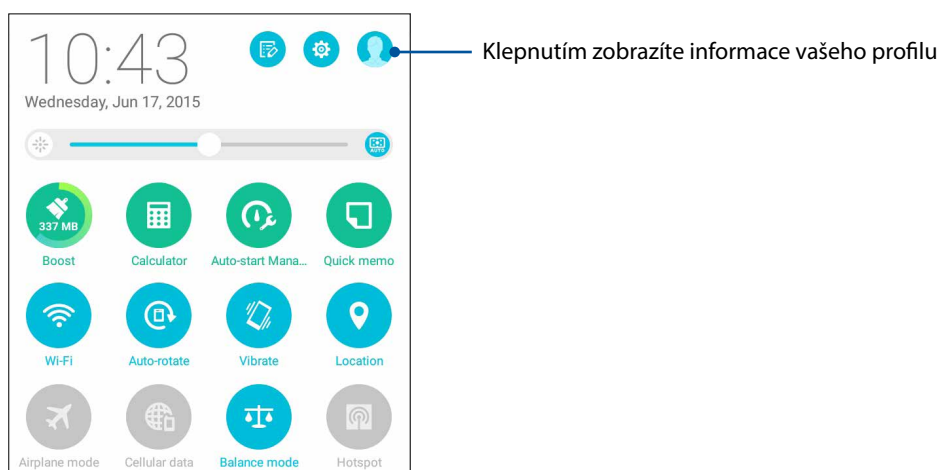 10:43
Klepnutím zobrazíte informace vašeho profilu
Wednesday, Jun 17, 2015
AUTO
337 MB
Boost Calculator Auto-start Mana... Quick memo
Wi-Fi Auto-rotate Vibrate Location
Airplane mode Cellular data Balance mode Hotspot